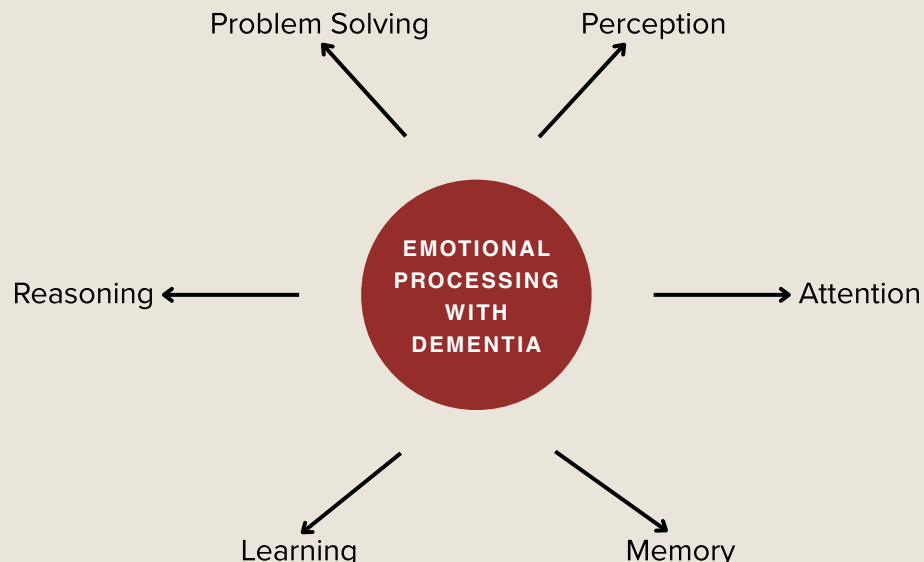 Problem Solving
Perception
Reasoning
EMOTIONAL
PROCESSING
WITH
DEMENTIA
Attention
Learning
Memory